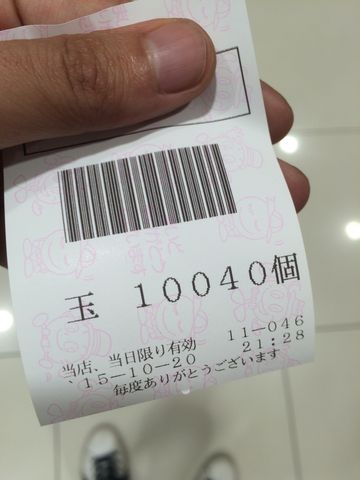 玉 10040個
当店、当日限り有効 11-046
'15-10-20 21:28
毎度ありがとうございます